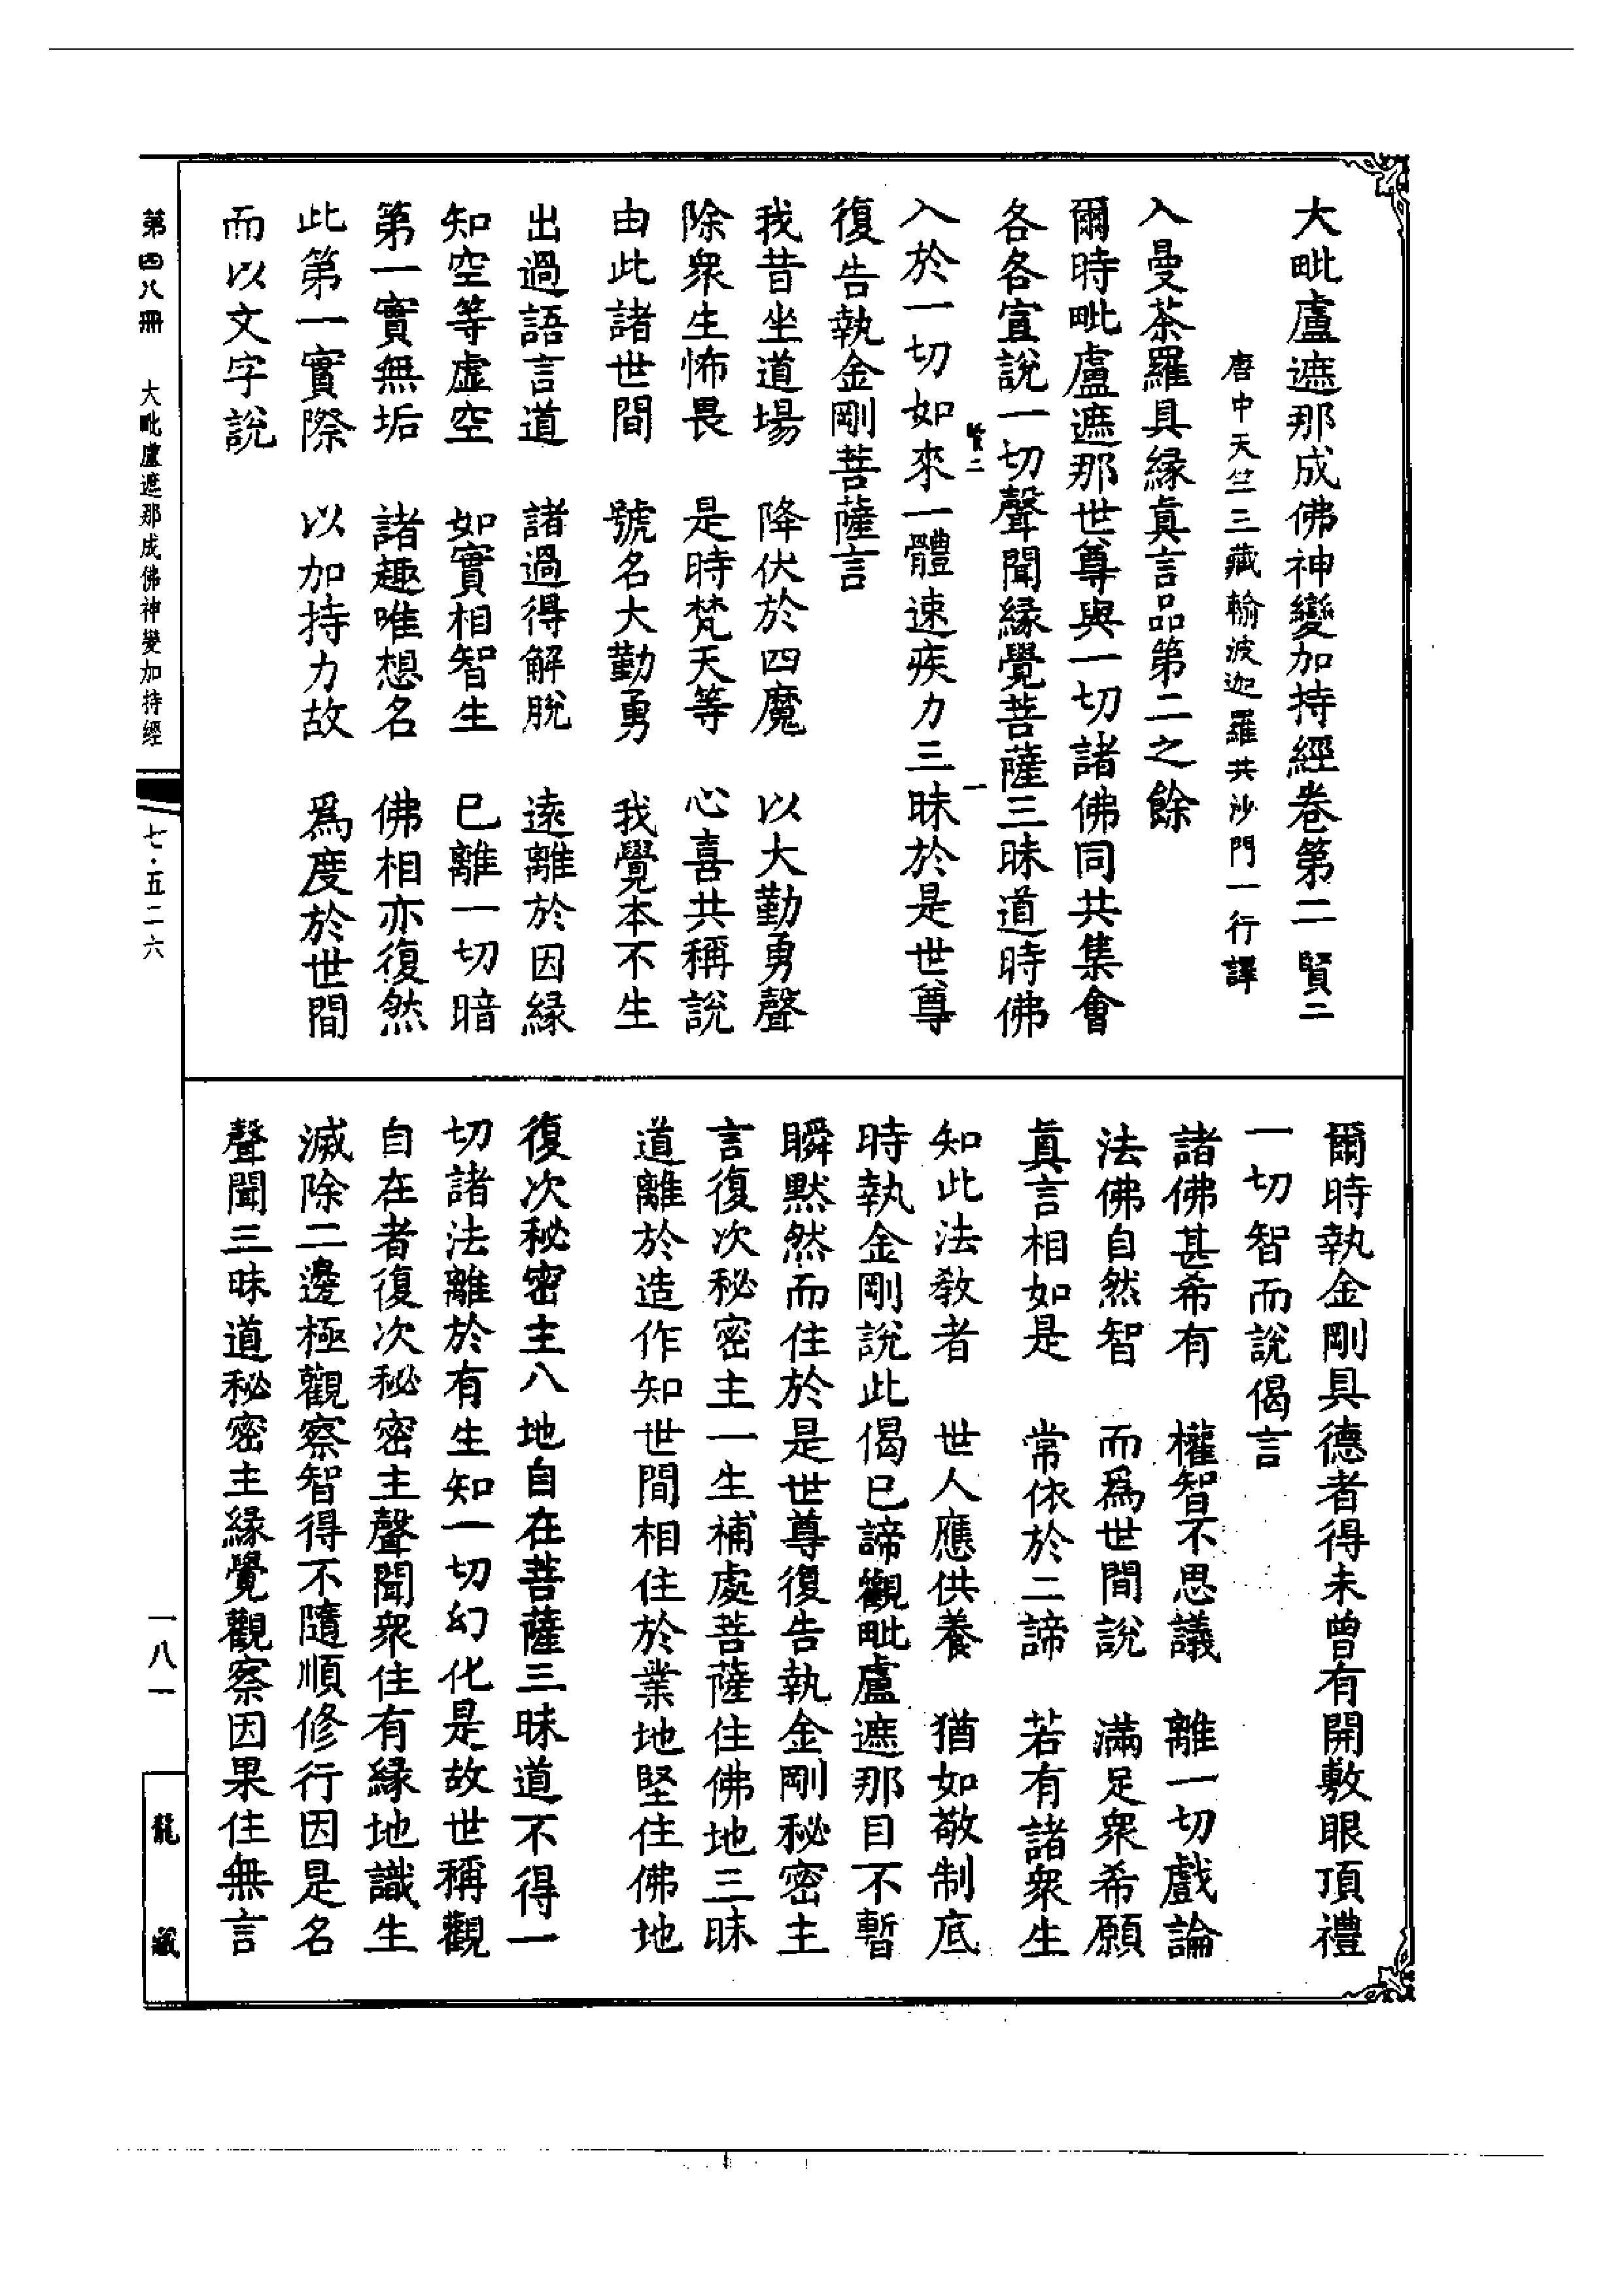 大毗盧遮那成佛神變加持經卷第二 賢二
唐中天竺三藏輸波迦羅共沙門一行譯
入曼茶羅具緣眞言品第二之餘
爾時毗盧遮那世尊與一切諸佛同共集會
各各宣說一切聲聞緣覺菩薩三昧道時佛
賢二 一
入於一切如來一體速疾力三昧於是世尊
復告執金剛菩薩言
我昔坐道場 降伏於四魔 以大勤勇聲
除衆生怖畏 是時梵天等 心喜共稱說
由此諸世間 號名大勤勇 我覺本不生
出過語言道 諸過得解脫 遠離於因緣
知空等虛空 如實相智生 已離一切暗
第一實無垢 諸趣唯想名 佛相亦復然
此第一實際 以加持力故 爲度於世間
而以文字說
爾時執金剛具德者得未曾有開敷眼頂禮
一切智而說偈言
諸佛甚希有 權智不思議 離一切戲論
法佛自然智 而爲世間說 滿足衆希願
眞言相如是 常依於二諦 若有諸衆生
知此法教者 世人應供養 猶如敬制底
時執金剛說此偈已諦觀毗盧遮那目不暫
瞬黙然而住於是世尊復告執金剛秘密主
言復次秘密主一生補處菩薩住佛地三昧
道離於造作知世間相住於業地堅住佛地
復次秘密主八地自在菩薩三昧道不得一
切諸法離於有生知一切幻化是故世稱觀
自在者復次秘密主聲聞衆住有緣地識生
滅除二邊極觀察智得不隨順修行因是名
聲聞三昧道秘密主緣覺觀察因果住無言
第四八冊 大毗盧遮那成佛神變加持經 七·五二六
一八一
龍藏